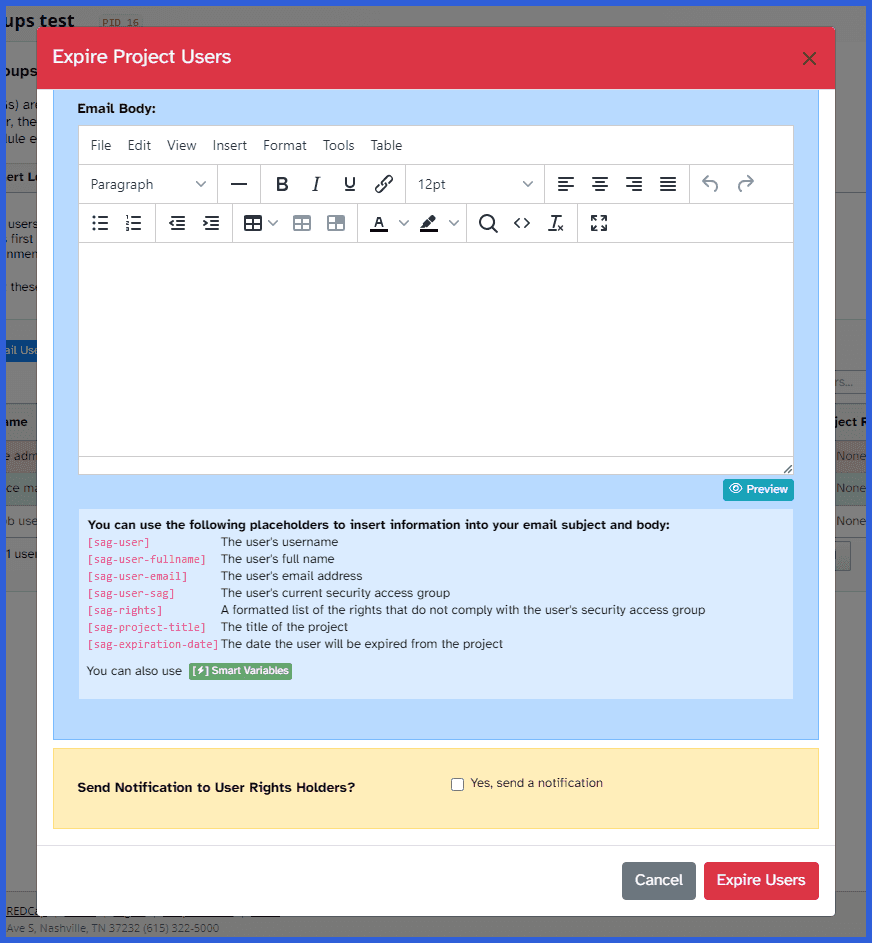 ups test PID 16
Expire Project Users
Email Body:
File Edit View Insert Format Tools Table
Paragraph B I U 12pt A
You can use the following placeholders to insert information into your email subject and body:
[sag-user] The user's username
[sag-user-fullname] The user's full name
[sag-user-email] The user's email address
[sag-user-sag] The user's current security access group
[sag-rights] A formatted list of the rights that do not comply with the user's security access group
[sag-project-title] The title of the project
[sag-expiration-date] The date the user will be expired from the project
You can also use [⚡] Smart Variables
Preview
Send Notification to User Rights Holders? Yes, send a notification
Cancel Expire Users
REDCa
Ave S, Nashville, TN 37232 (615) 322-5000